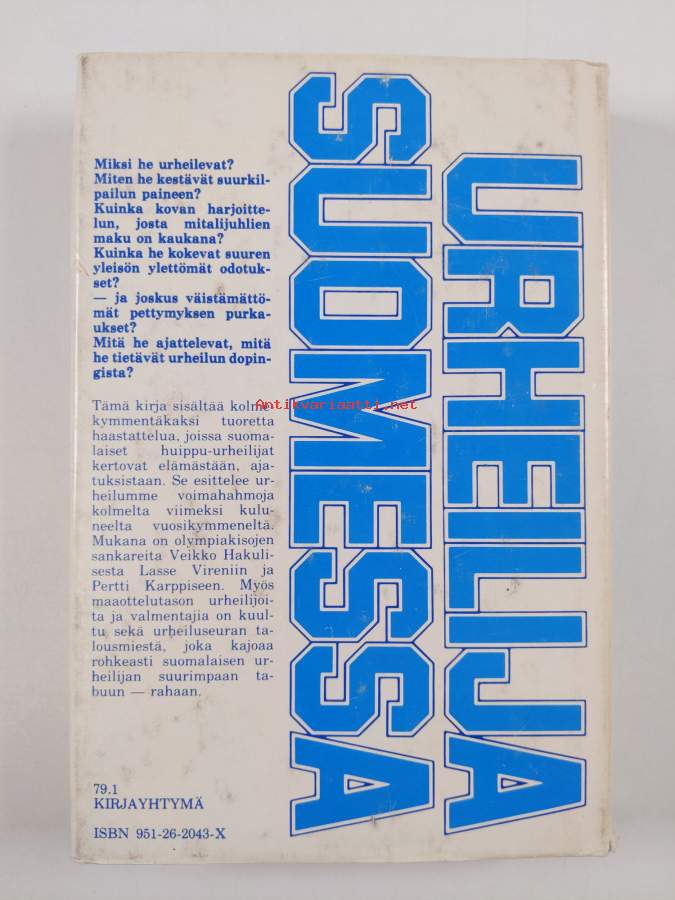 URHEILIJA
SUOMESSA
Miksi he urheilevat?
Miten he kestävät suurkil-
pailun paineen?
Kuinka kovan harjoitte-
lun, josta mitalijuhlien
maku on kaukana?
Kuinka he kokevat suuren
yleisön ylettömät odotuk-
set?
— ja joskus väistämättö-
mät pettymyksen purka-
ukset?
Mitä he ajattelevat, mitä
he tietävät urheilun dopin-
gista?
Tämä kirja sisältää kolme-
kymmentäkaksi tuoretta
haastattelua, joissa suoma-
laiset huippu-urheilijat
kertovat elämästään, aja-
tuksistaan. Se esittelee ur-
heilumme voimahahmoja
kolmelta viimeksi kulu-
neelta vuosikymmeneltä.
Mukana on olympiakisojen
sankareita Veikko Hakuli-
sesta Lasse Vireniin ja
Pertti Karppiseen. Myös
maaottelutason urheilijoi-
ta ja valmentajia on kuul-
tu sekä urheiluseuran ta-
lousmiestä, joka kajoaa
rohkeasti suomalaisen ur-
heilijan suurimpaan ta-
buun — rahaan.
79.1
KIRJAYHTYMÄ
ISBN 951-26-2043-X
Antikvariaatti.net